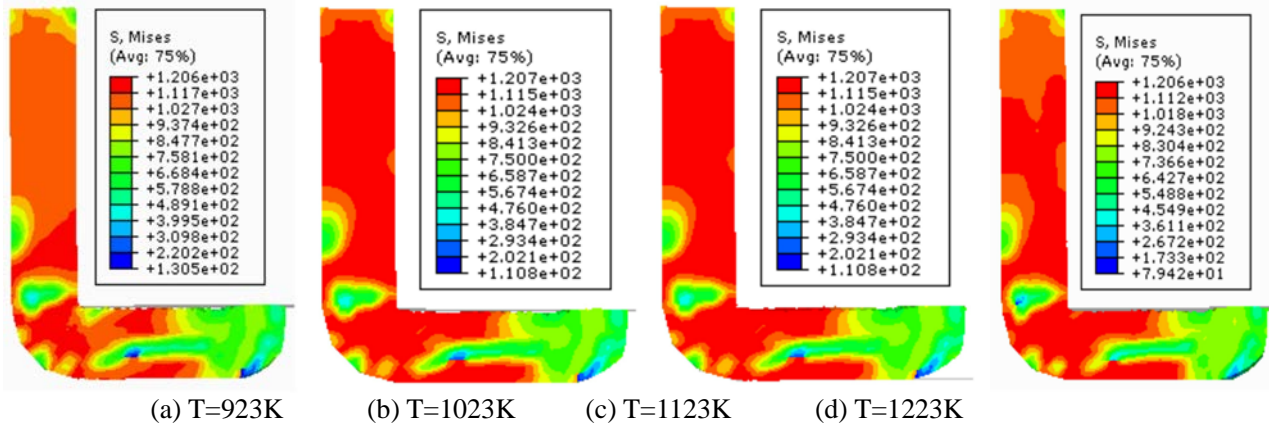 S, Mises
(Avg: 75%)
+1.206e+03
+1.117e+03
+1.027e+03
+9.374e+02
+8.477e+02
+7.581e+02
+6.684e+02
+5.788e+02
+4.891e+02
+3.995e+02
+3.098e+02
+2.202e+02
+1.305e+02
S, Mises
(Avg: 75%)
+1.207e+03
+1.115e+03
+1.024e+03
+9.326e+02
+8.413e+02
+7.500e+02
+6.587e+02
+5.674e+02
+4.760e+02
+3.847e+02
+2.934e+02
+2.021e+02
+1.108e+02
S, Mises
(Avg: 75%)
+1.207e+03
+1.115e+03
+1.024e+03
+9.326e+02
+8.413e+02
+7.500e+02
+6.587e+02
+5.674e+02
+4.760e+02
+3.847e+02
+2.934e+02
+2.021e+02
+1.108e+02
S, Mises
(Avg: 75%)
+1.206e+03
+1.112e+03
+1.018e+03
+9.243e+02
+8.304e+02
+7.366e+02
+6.427e+02
+5.488e+02
+4.549e+02
+3.611e+02
+2.672e+02
+1.733e+02
+7.942e+01
(a) T=923K (b) T=1023K (c) T=1123K (d) T=1223K